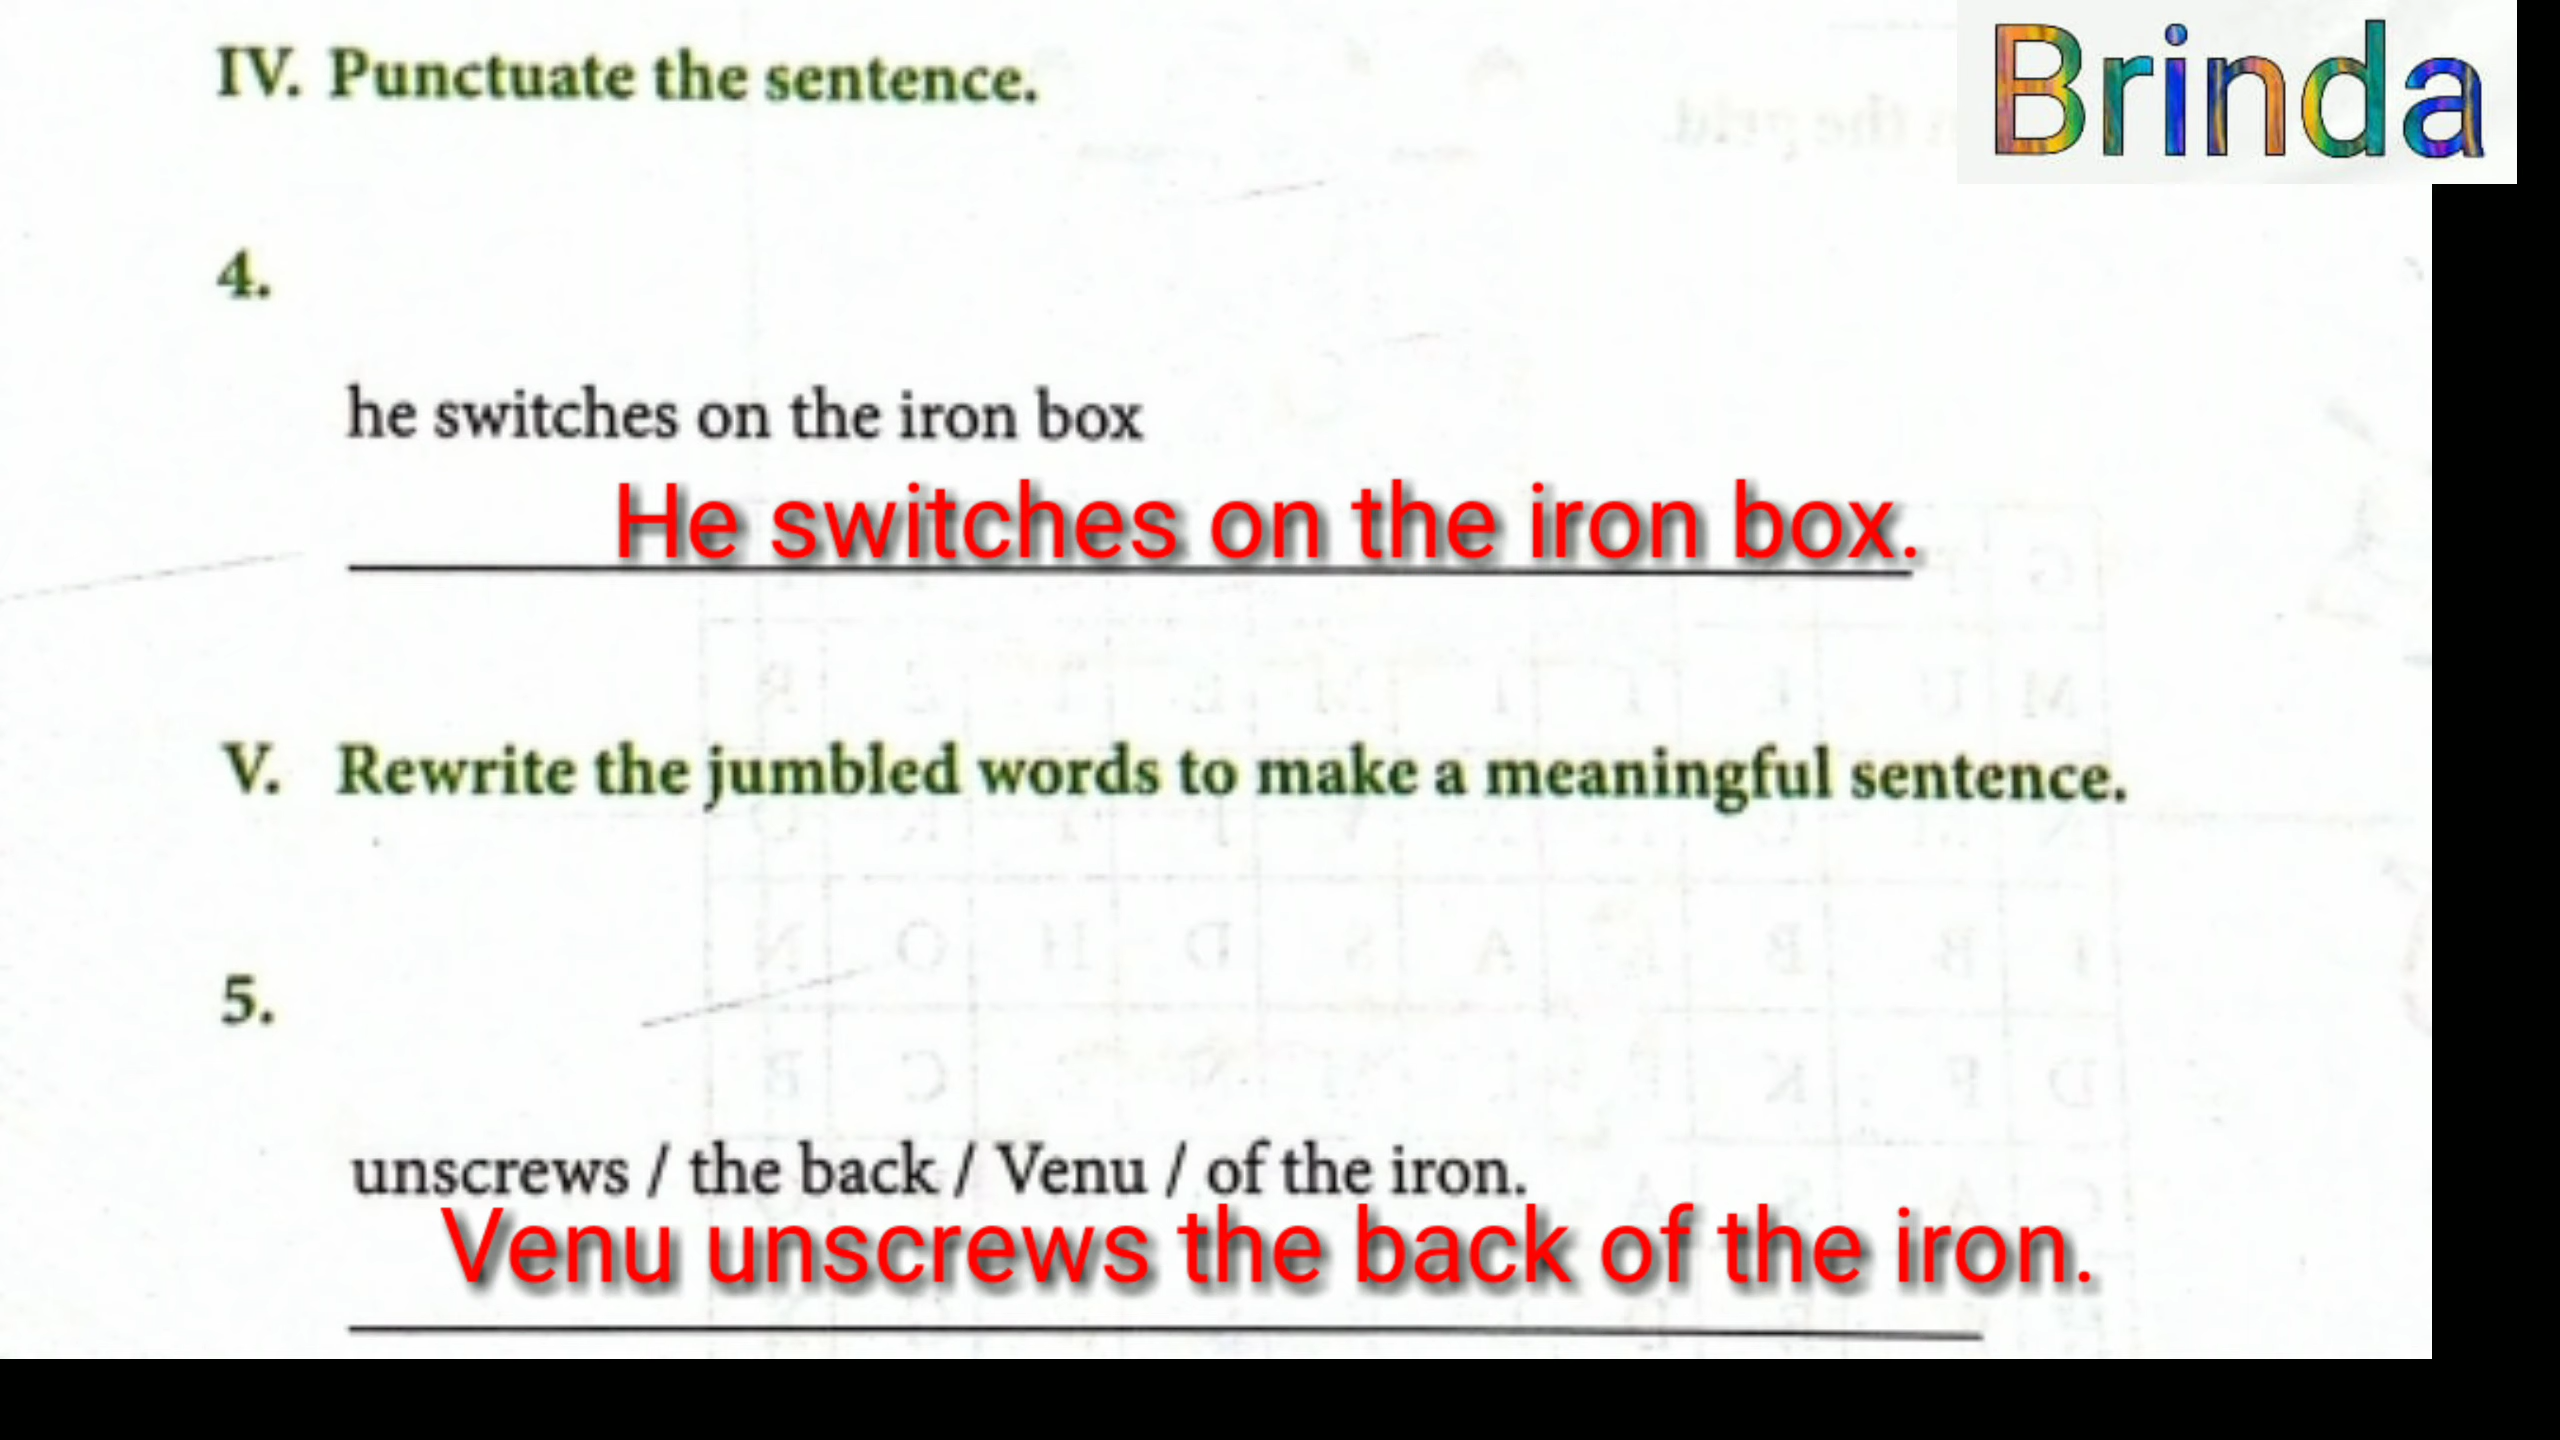 Brinda
IV. Punctuate the sentence.
4.
he switches on the iron box
He switches on the iron box.
V. Rewrite the jumbled words to make a meaningful sentence.
5.
unscrews / the back / Venu / of the iron.
Venu unscrews the back of the iron.